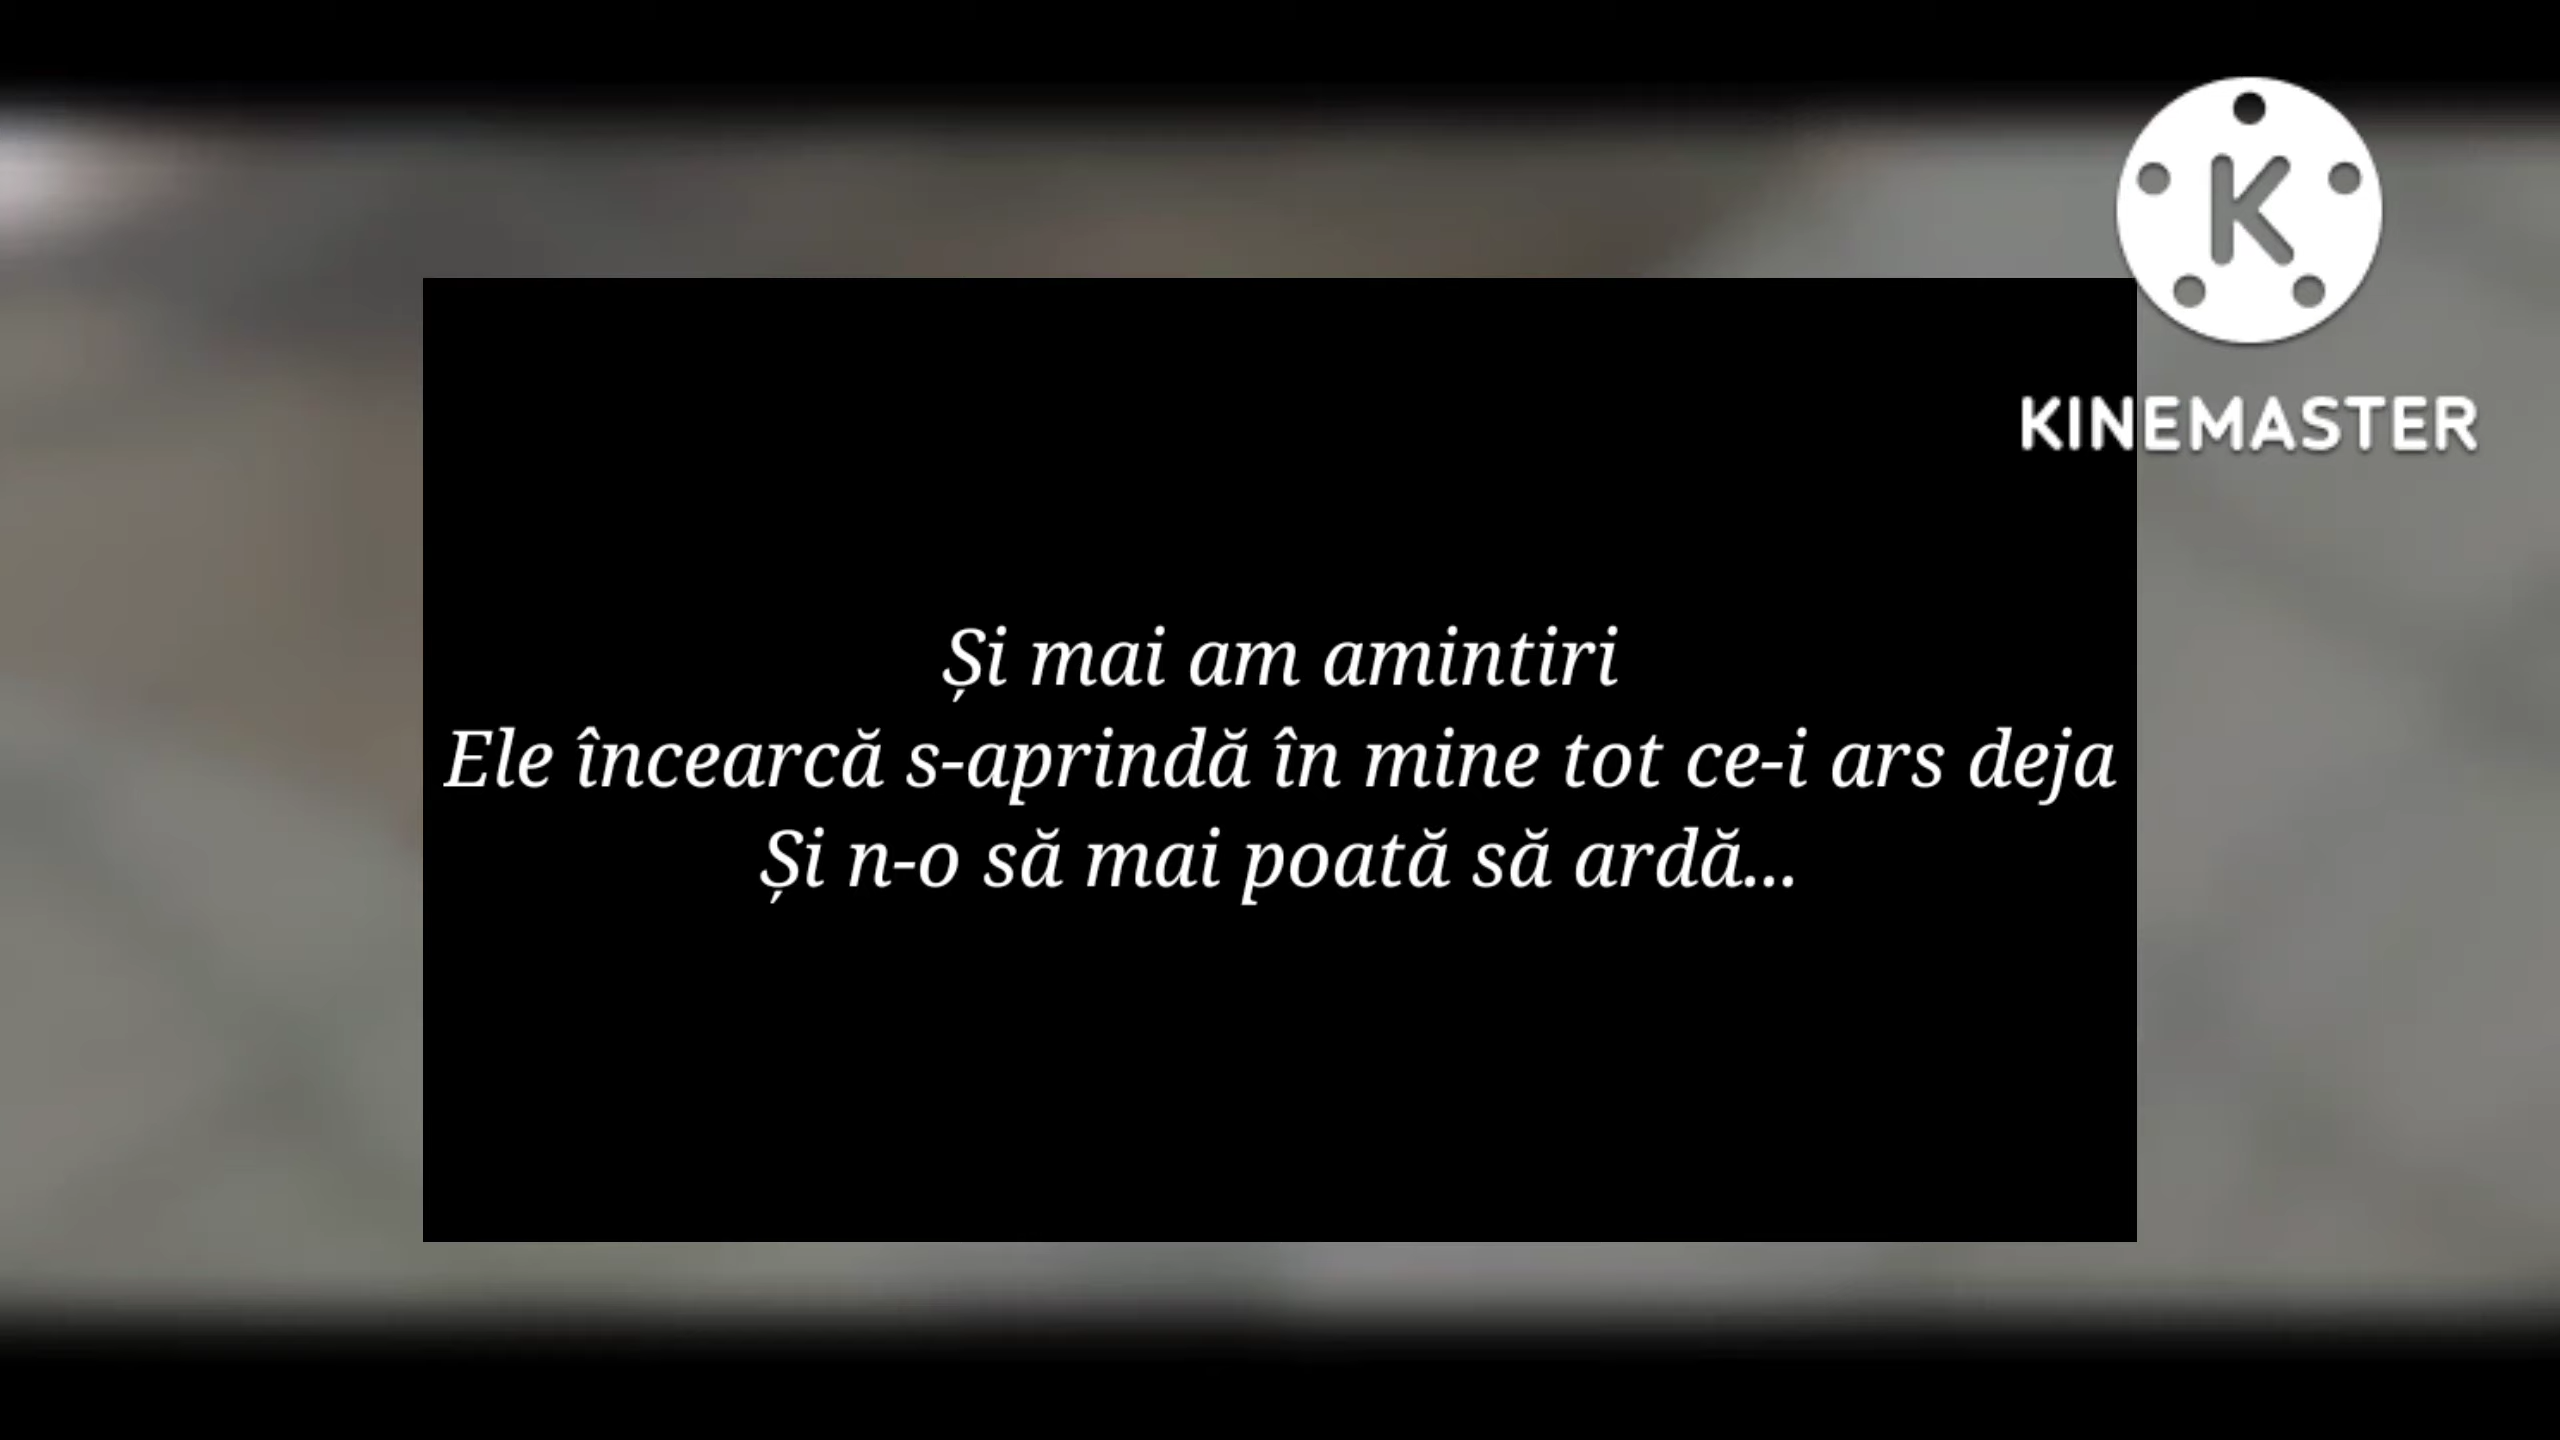 KINEMASTER
Și mai am amintiri
Ele încearcă s-aprindă în mine tot ce-i ars deja
Și n-o să mai poată să ardă...